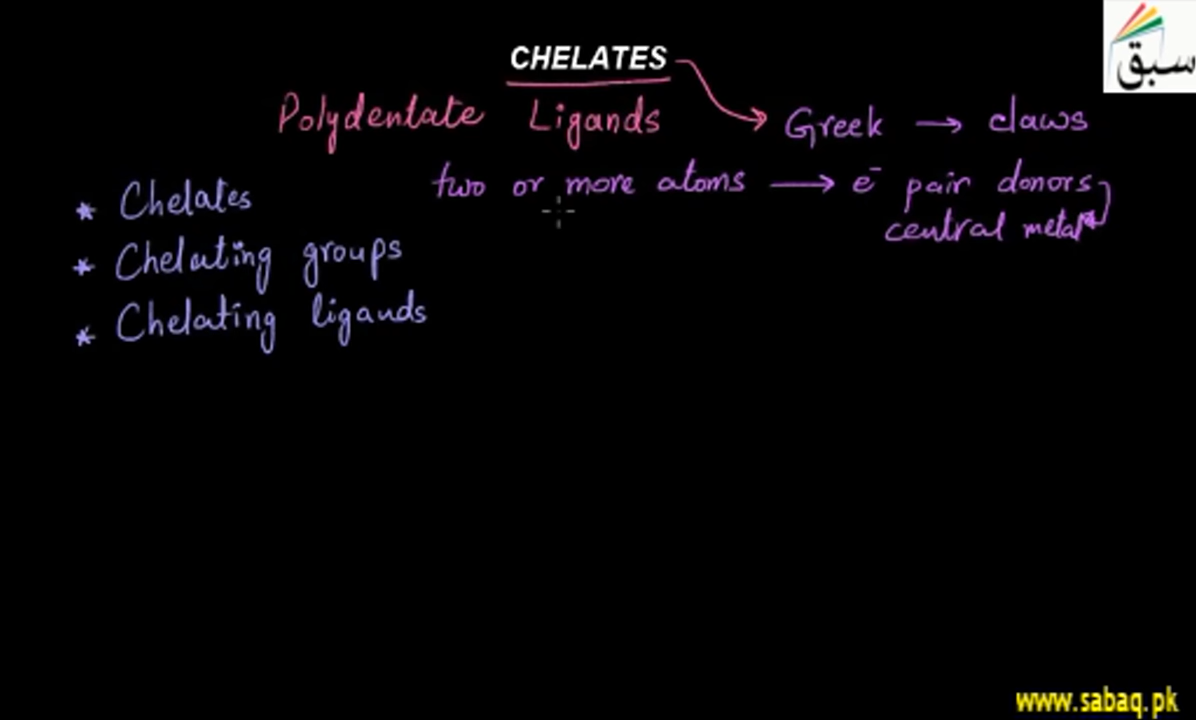 سبق
CHELATES
Polydentate Ligands → Greek → claws
two or more atoms → e⁻ pair donors
central metal
* Chelates
* Chelating groups
* Chelating ligands
www.sabaq.pk